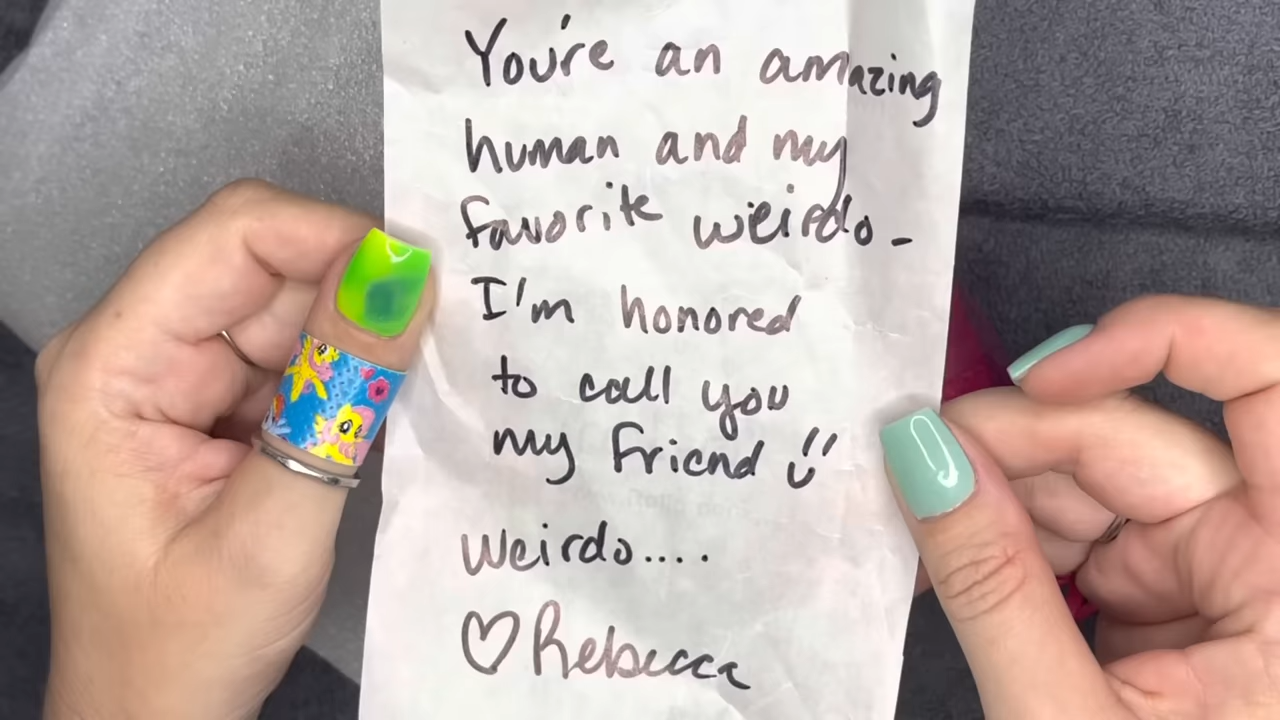 You're an amazing
human and my
favorite weirdo-
I'm honored
to call you
my friend
weirdo....
♡Rebecca